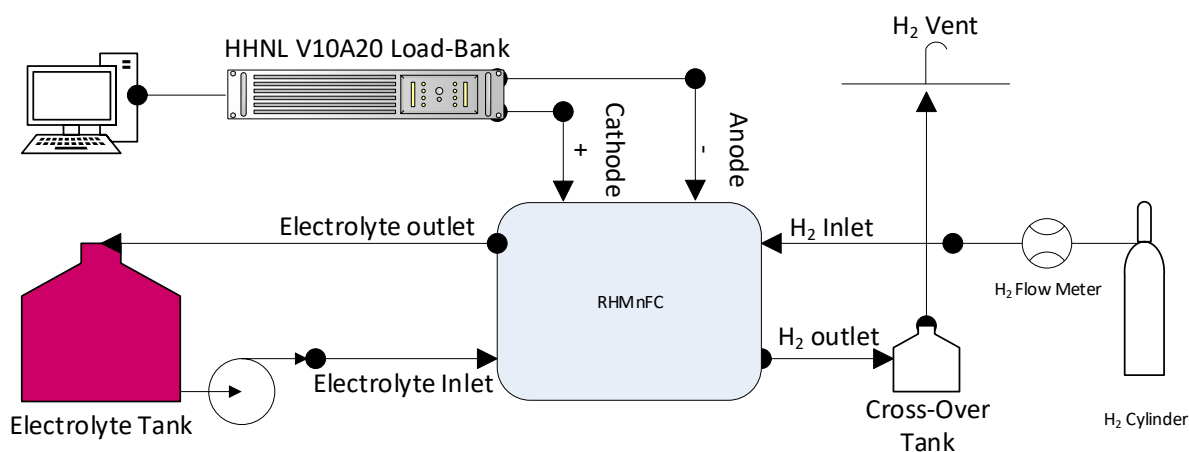 H₂ Vent
HHNL V10A20 Load-Bank
Cathode
+
Anode
-
Electrolyte outlet
H₂ Inlet
H₂ Flow Meter
RHMnFC
H₂ outlet
Electrolyte Inlet
Electrolyte Tank
Cross-Over
Tank
H₂ Cylinder